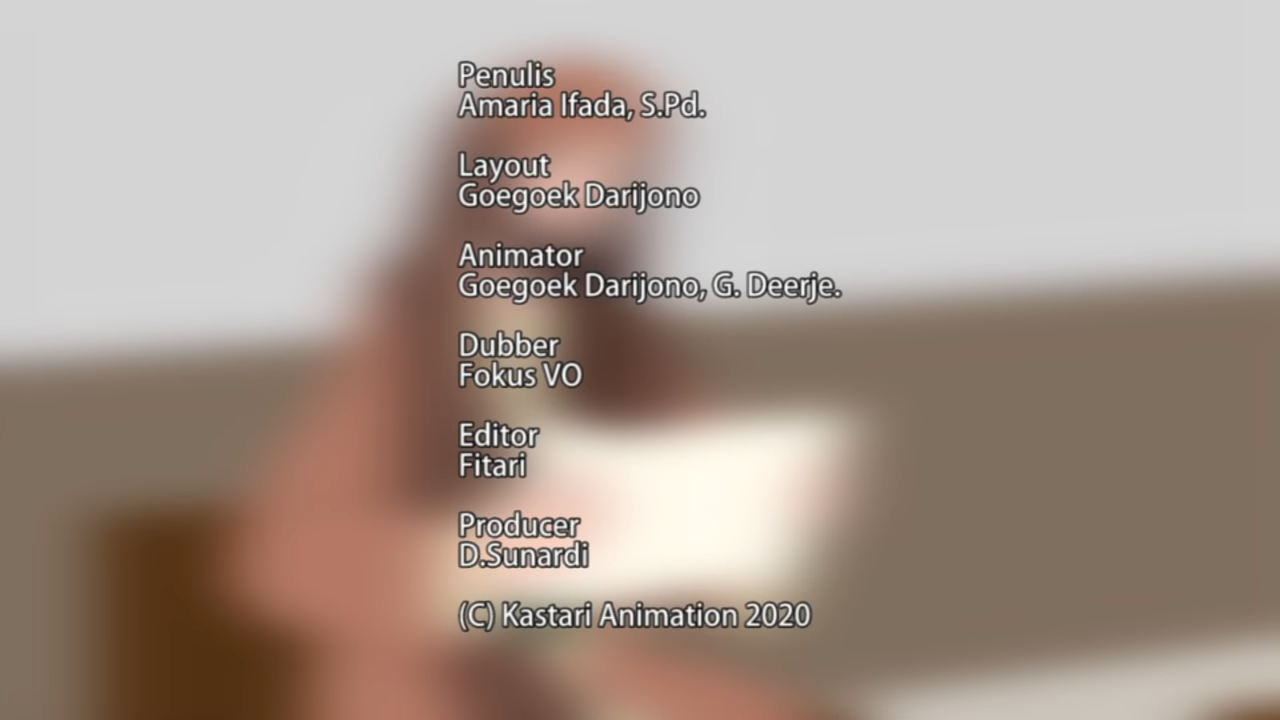 Penulis
Amaria Ifada, S.Pd.
Layout
Goegoek Darijono
Animator
Goegoek Darijono, G. Deerje.
Dubber
Fokus VO
Editor
Fitari
Producer
D.Sunardi
(C) Kastari Animation 2020